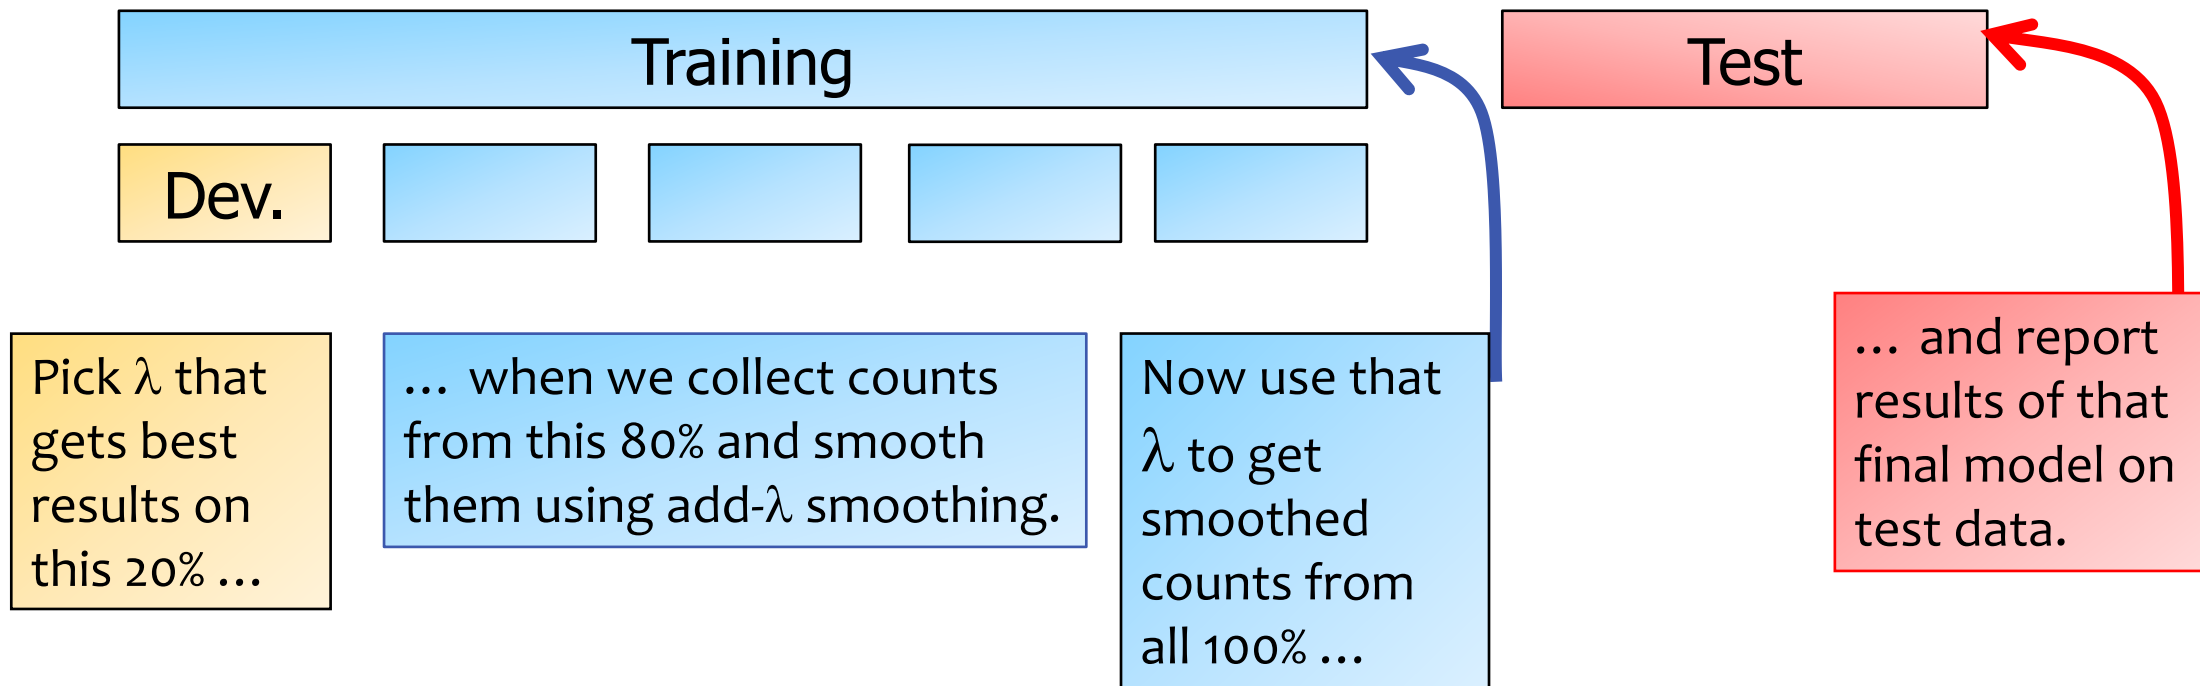 Training
Test
Dev.
Pick λ that
gets best
results on
this 20% …
… when we collect counts
from this 80% and smooth
them using add-λ smoothing.
Now use that
λ to get
smoothed
counts from
all 100% …
… and report
results of that
final model on
test data.